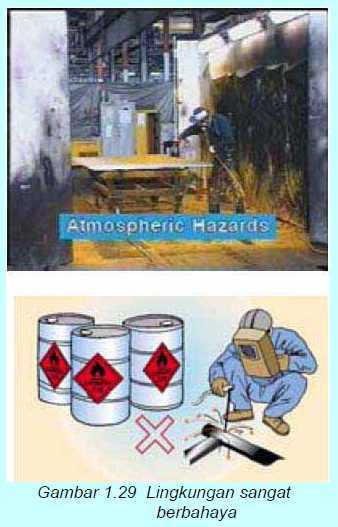 Atmospheric Hazards
Gambar 1.29 Lingkungan sangat
berbahaya